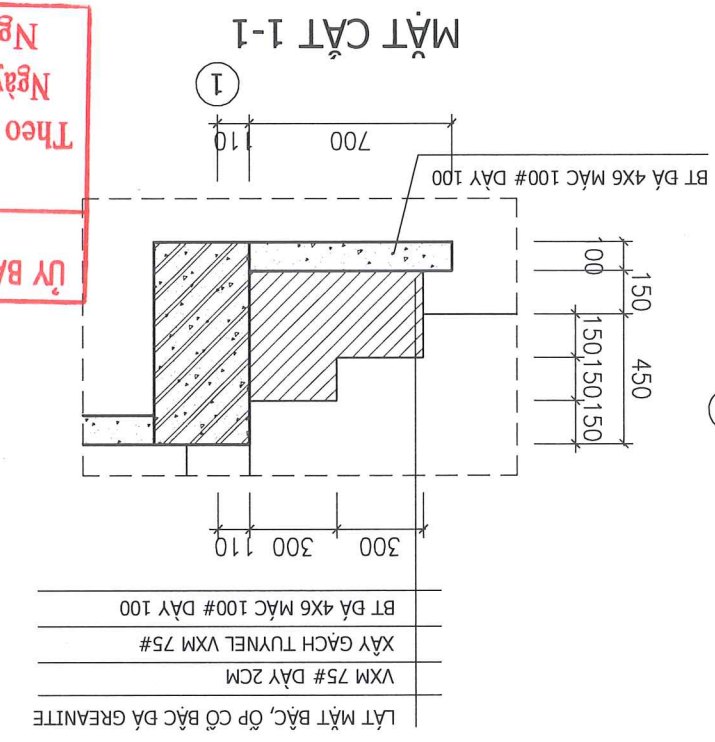 LÁT MẶT BẬC, ỐP CỔ BẬC ĐÁ GREANITE
VXM 75# DÀY 2CM
XÂY GẠCH TUYNEL VXM 75#
BT ĐÁ 4X6 MÁC 100# DÀY 100
300 300 110
450
150 150 150
150
100
BT ĐÁ 4X6 MÁC 100# DÀY 100
700 110
1
MẶT CẮT 1-1
ỦY BA
Theo
Ngày
Ng